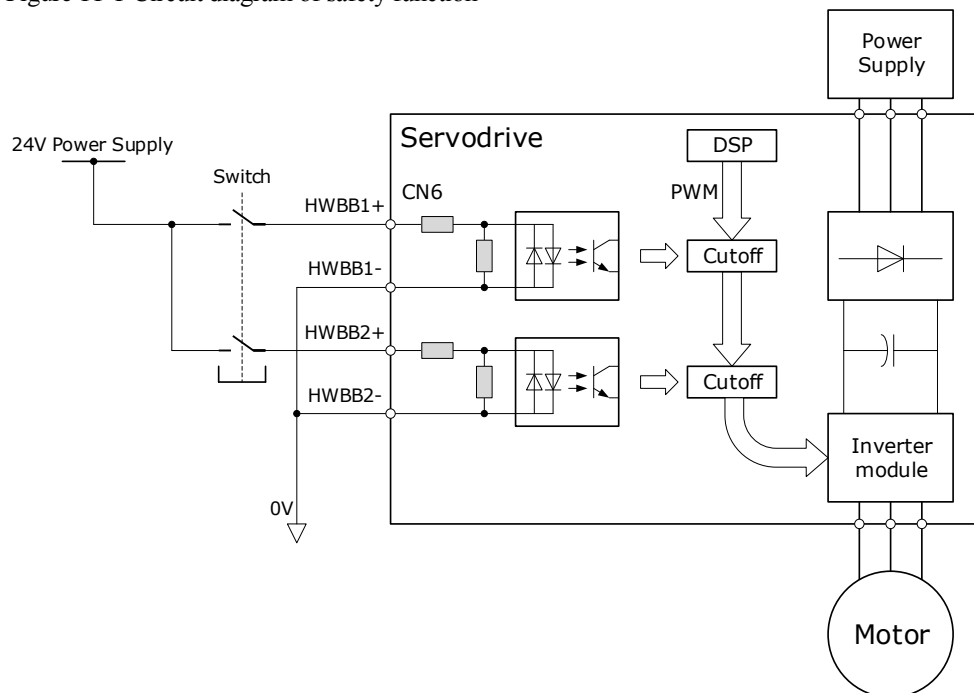 Figure 11-1 Circuit diagram of safety function
Power
Supply
24V Power Supply
Switch
Servodrive
DSP
HWBB1+
CN6
PWM
Cutoff
HWBB1-
HWBB2+
Cutoff
HWBB2-
Inverter
module
0V
Motor